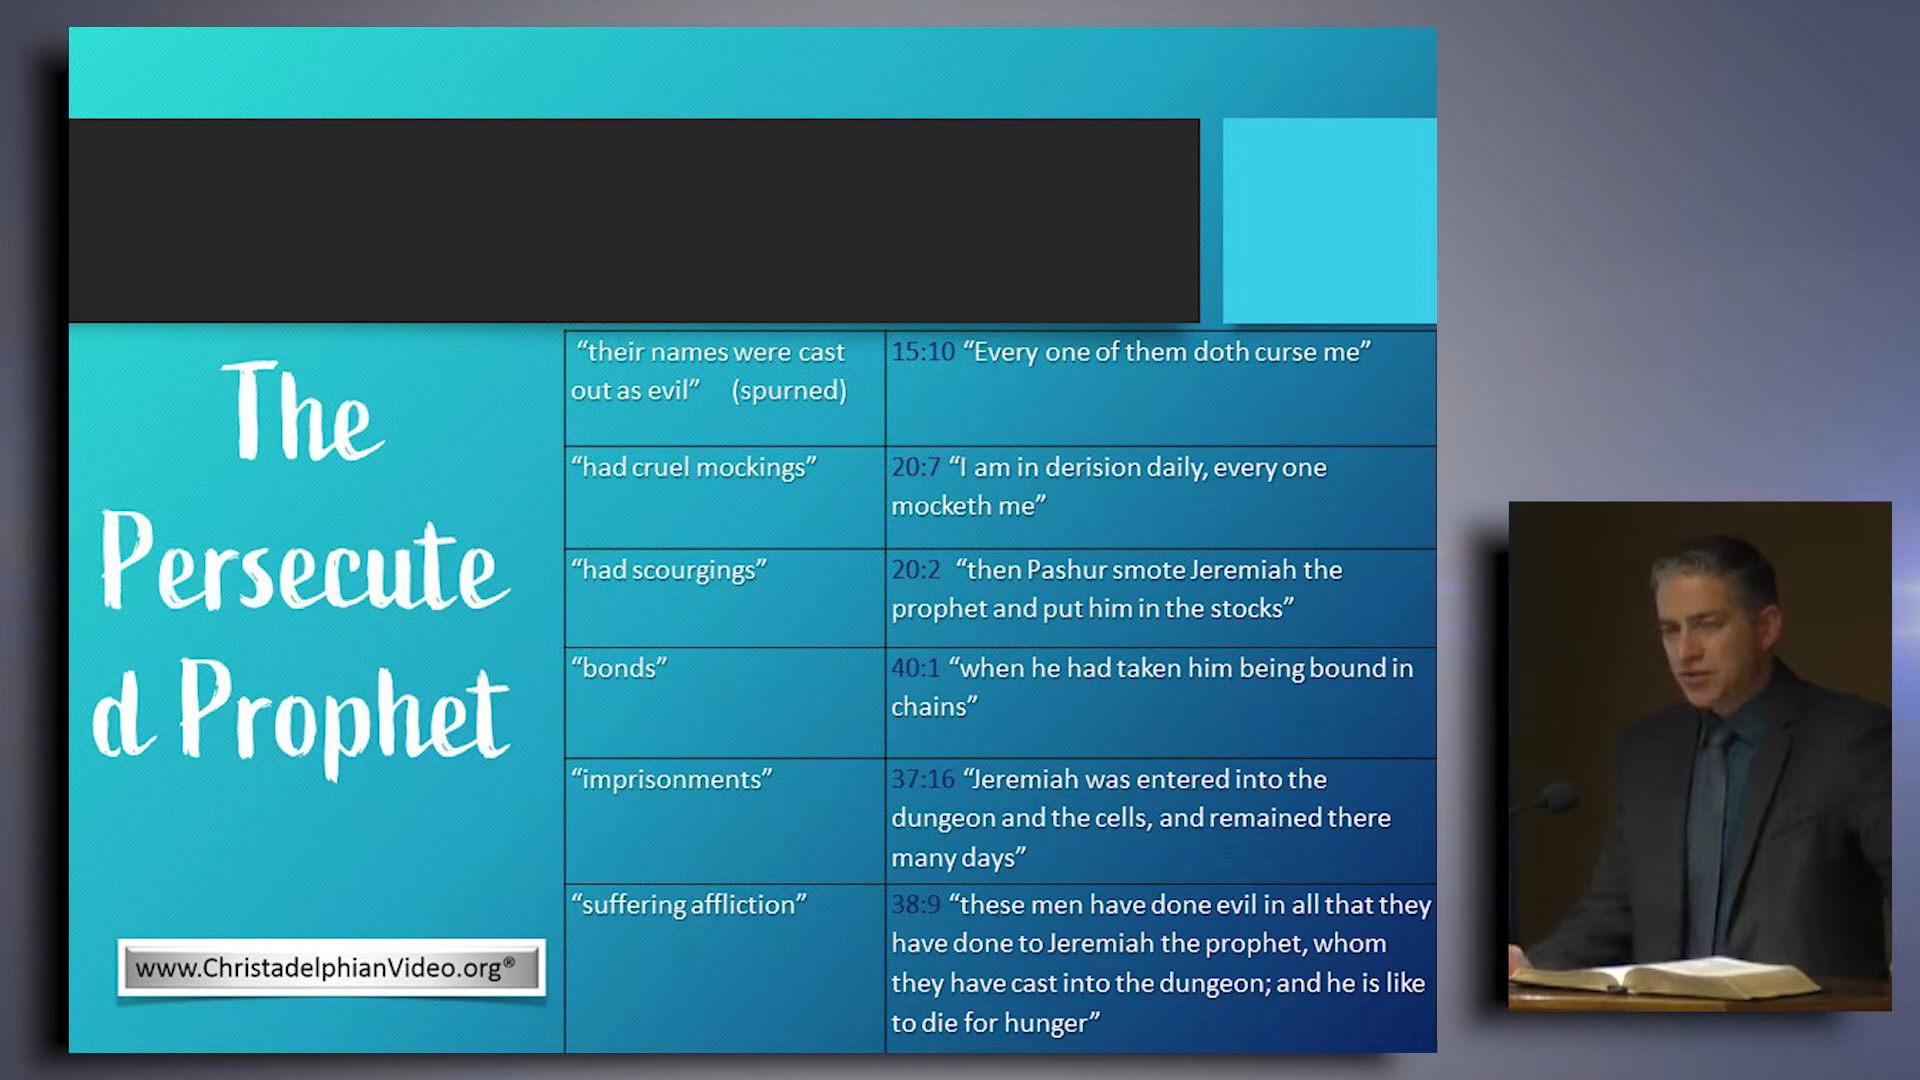 The
Persecute
d Prophet
www.ChristadelphianVideo.org®
“their names were cast
out as evil” (spurned)
15:10 “Every one of them doth curse me”
“had cruel mockings”
20:7 “I am in derision daily, every one
mocketh me”
“had scourgings”
20:2 “then Pashur smote Jeremiah the
prophet and put him in the stocks”
“bonds”
40:1 “when he had taken him being bound in
chains”
“imprisonments”
37:16 “Jeremiah was entered into the
dungeon and the cells, and remained there
many days”
“suffering affliction”
38:9 “these men have done evil in all that they
have done to Jeremiah the prophet, whom
they have cast into the dungeon; and he is like
to die for hunger”